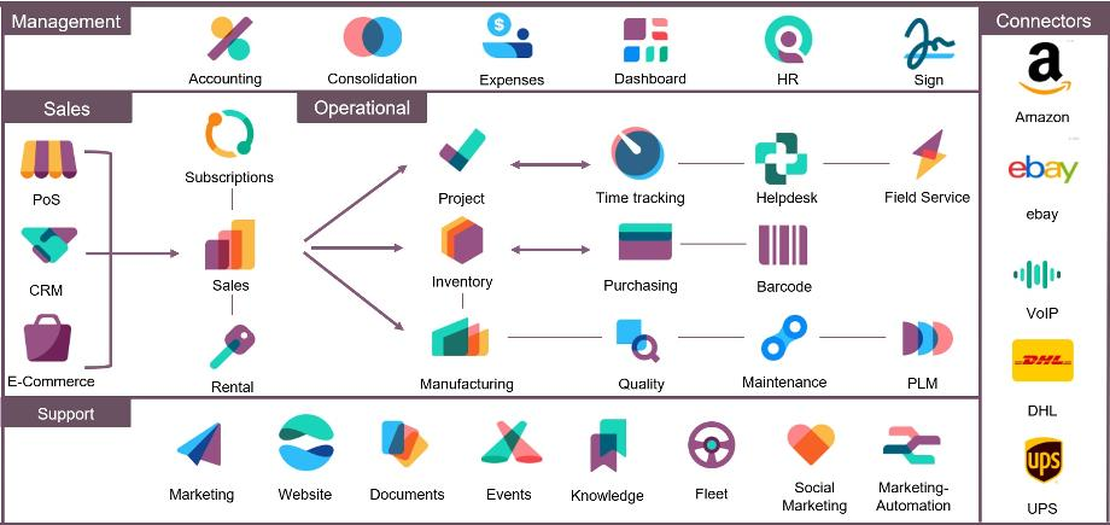 Management
Connectors
$
Accounting
Consolidation
Expenses
Dashboard
HR
Sign
a
Amazon
Sales
Operational
Subscriptions
PoS
Project
Time tracking
Helpdesk
Field Service
ebay
ebay
CRM
Sales
Inventory
Purchasing
Barcode
VoIP
E-Commerce
Rental
Manufacturing
Quality
Maintenance
PLM
DHL
DHL
Support
Marketing
Website
Documents
Events
Knowledge
Fleet
Social
Marketing
Marketing-
Automation
ups
UPS